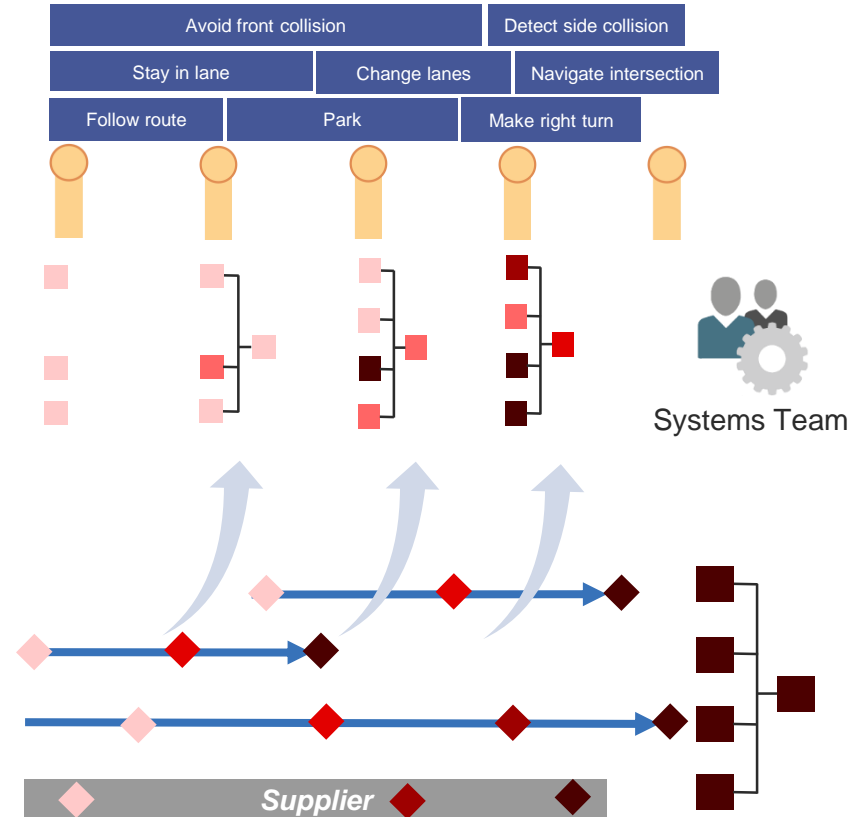 Avoid front collision
Detect side collision
Stay in lane
Change lanes
Navigate intersection
Follow route
Park
Make right turn
Systems Team
Supplier